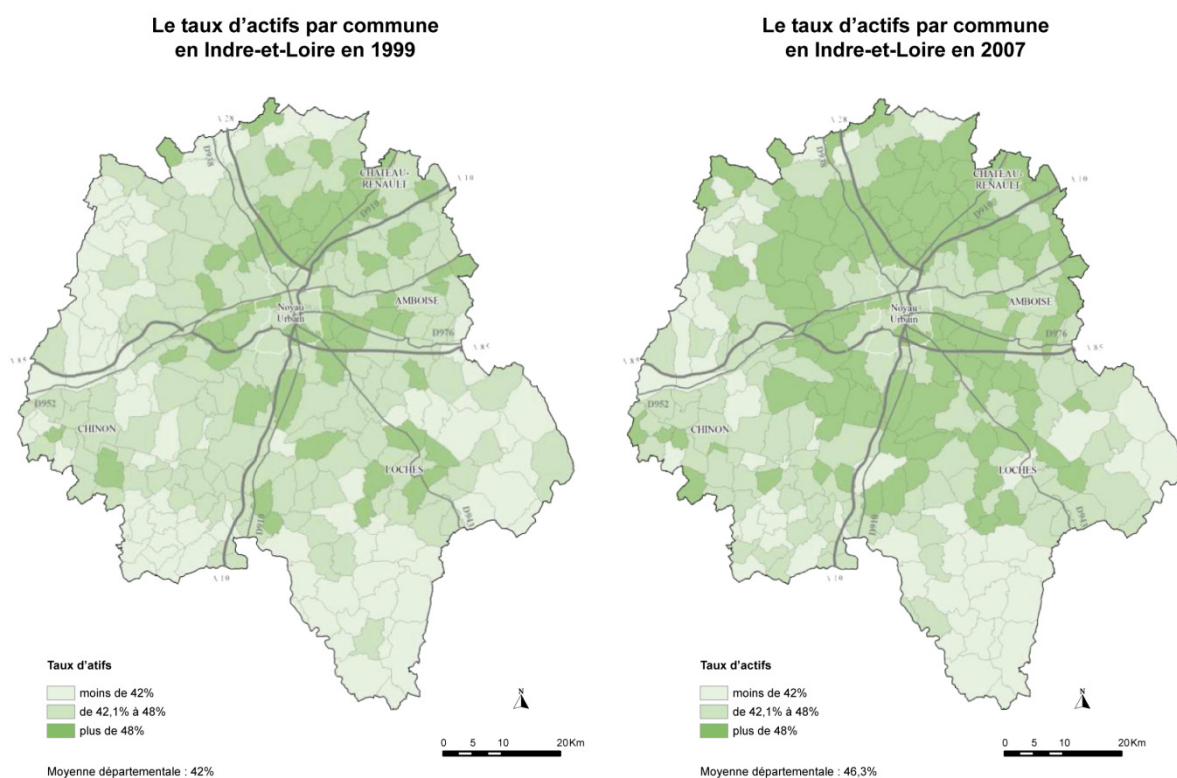 Le taux d'actifs par commune
en Indre-et-Loire en 1999
A 28
D938
CHATEAU-
RENAULT
A 10
D910
Noyau
Urbain
AMBOISE
D976
A 85
A 85
D952
CHINON
LOCHES
D910
D943
A 10
Taux d'atifs
moins de 42%
de 42,1% à 48%
plus de 48%
N
0 5 10 20Km
Moyenne départementale : 42%
Le taux d'actifs par commune
en Indre-et-Loire en 2007
A 28
D938
CHATEAU-
RENAULT
A 10
D910
Noyau
Urbain
AMBOISE
D976
A 85
A 85
D952
CHINON
LOCHES
D910
D943
A 10
Taux d'actifs
moins de 42%
de 42,1% à 48%
plus de 48%
N
0 5 10 20Km
Moyenne départementale : 46,3%